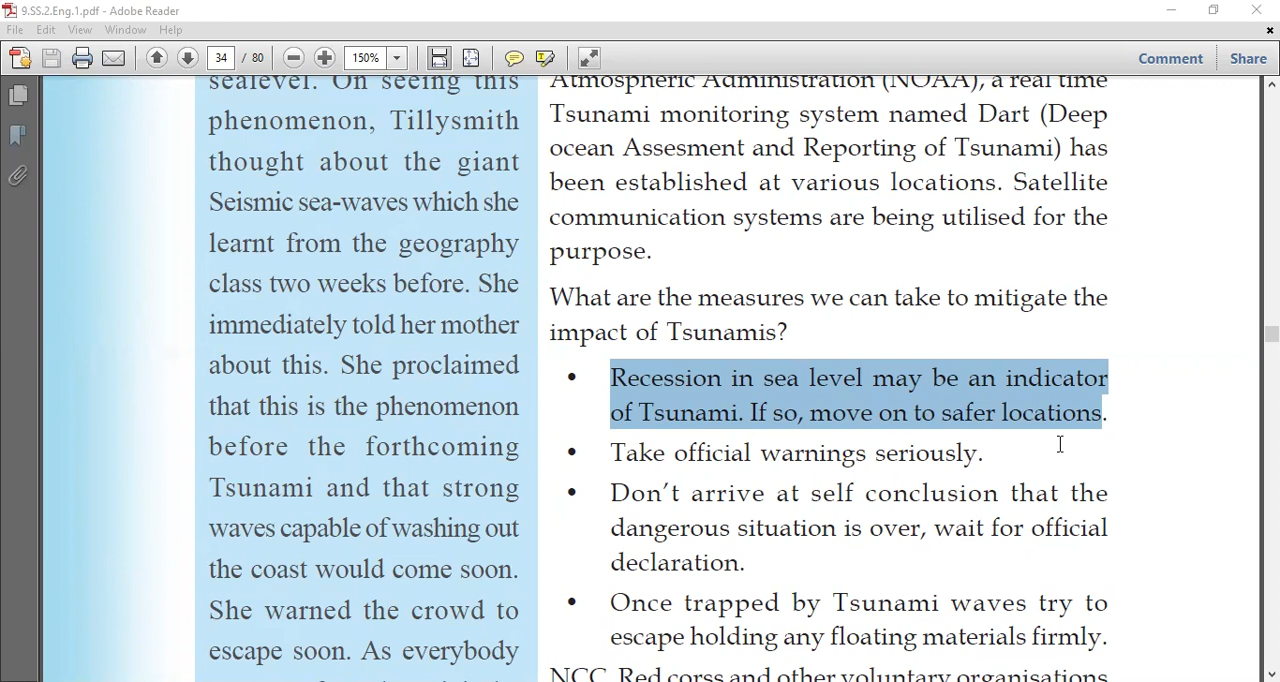 9.SS.2.Eng.1.pdf - Adobe Reader
File Edit View Window Help
34 / 80 150% Comment Share
sealevel. On seeing this
phenomenon, Tillysmith
thought about the giant
Seismic sea-waves which she
learnt from the geography
class two weeks before. She
immediately told her mother
about this. She proclaimed
that this is the phenomenon
before the forthcoming
Tsunami and that strong
waves capable of washing out
the coast would come soon.
She warned the crowd to
escape soon. As everybody
Atmospheric Administration (NOAA), a real time
Tsunami monitoring system named Dart (Deep
ocean Assesment and Reporting of Tsunami) has
been established at various locations. Satellite
communication systems are being utilised for the
purpose.
What are the measures we can take to mitigate the
impact of Tsunamis?
• Recession in sea level may be an indicator
of Tsunami. If so, move on to safer locations.
• Take official warnings seriously.
• Don't arrive at self conclusion that the
dangerous situation is over, wait for official
declaration.
• Once trapped by Tsunami waves try to
escape holding any floating materials firmly.
NCC, Red corss and other voluntary organisations